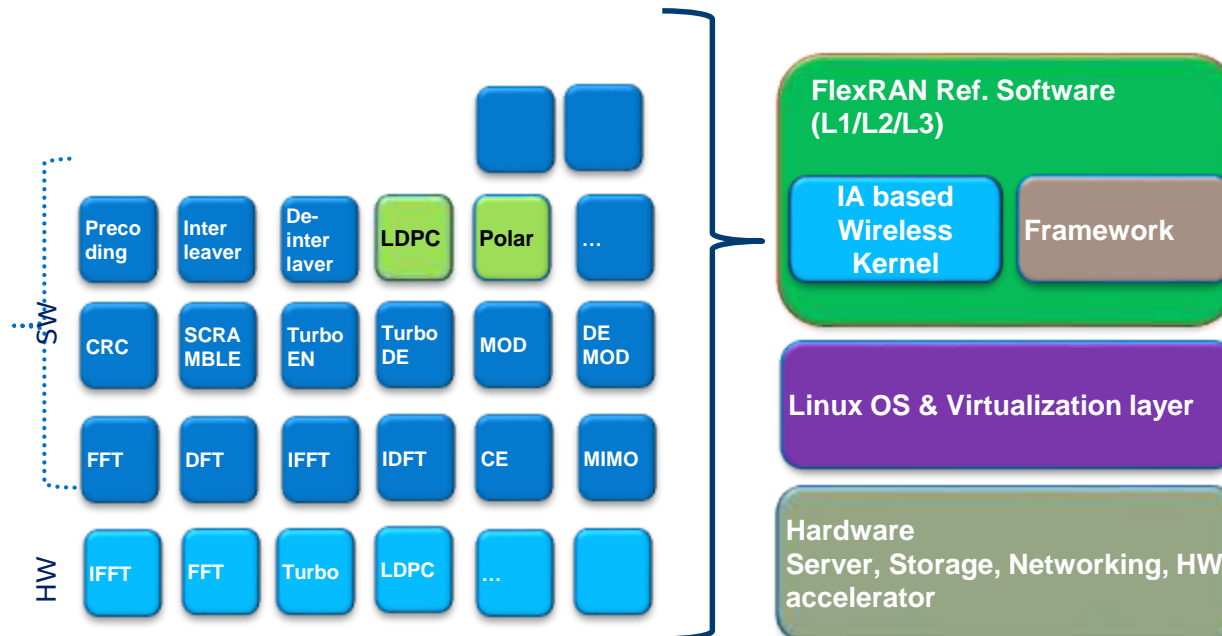 Preco
ding
Inter
leaver
De-
inter
laver
LDPC
Polar
...
CRC
SCRA
MBLE
Turbo
EN
Turbo
DE
MOD
DE
MOD
FFT
DFT
IFFT
IDFT
CE
MIMO
SW
IFFT
FFT
Turbo
LDPC
...
HW
FlexRAN Ref. Software
(L1/L2/L3)
IA based
Wireless
Kernel
Framework
Linux OS & Virtualization layer
Hardware
Server, Storage, Networking, HW
accelerator